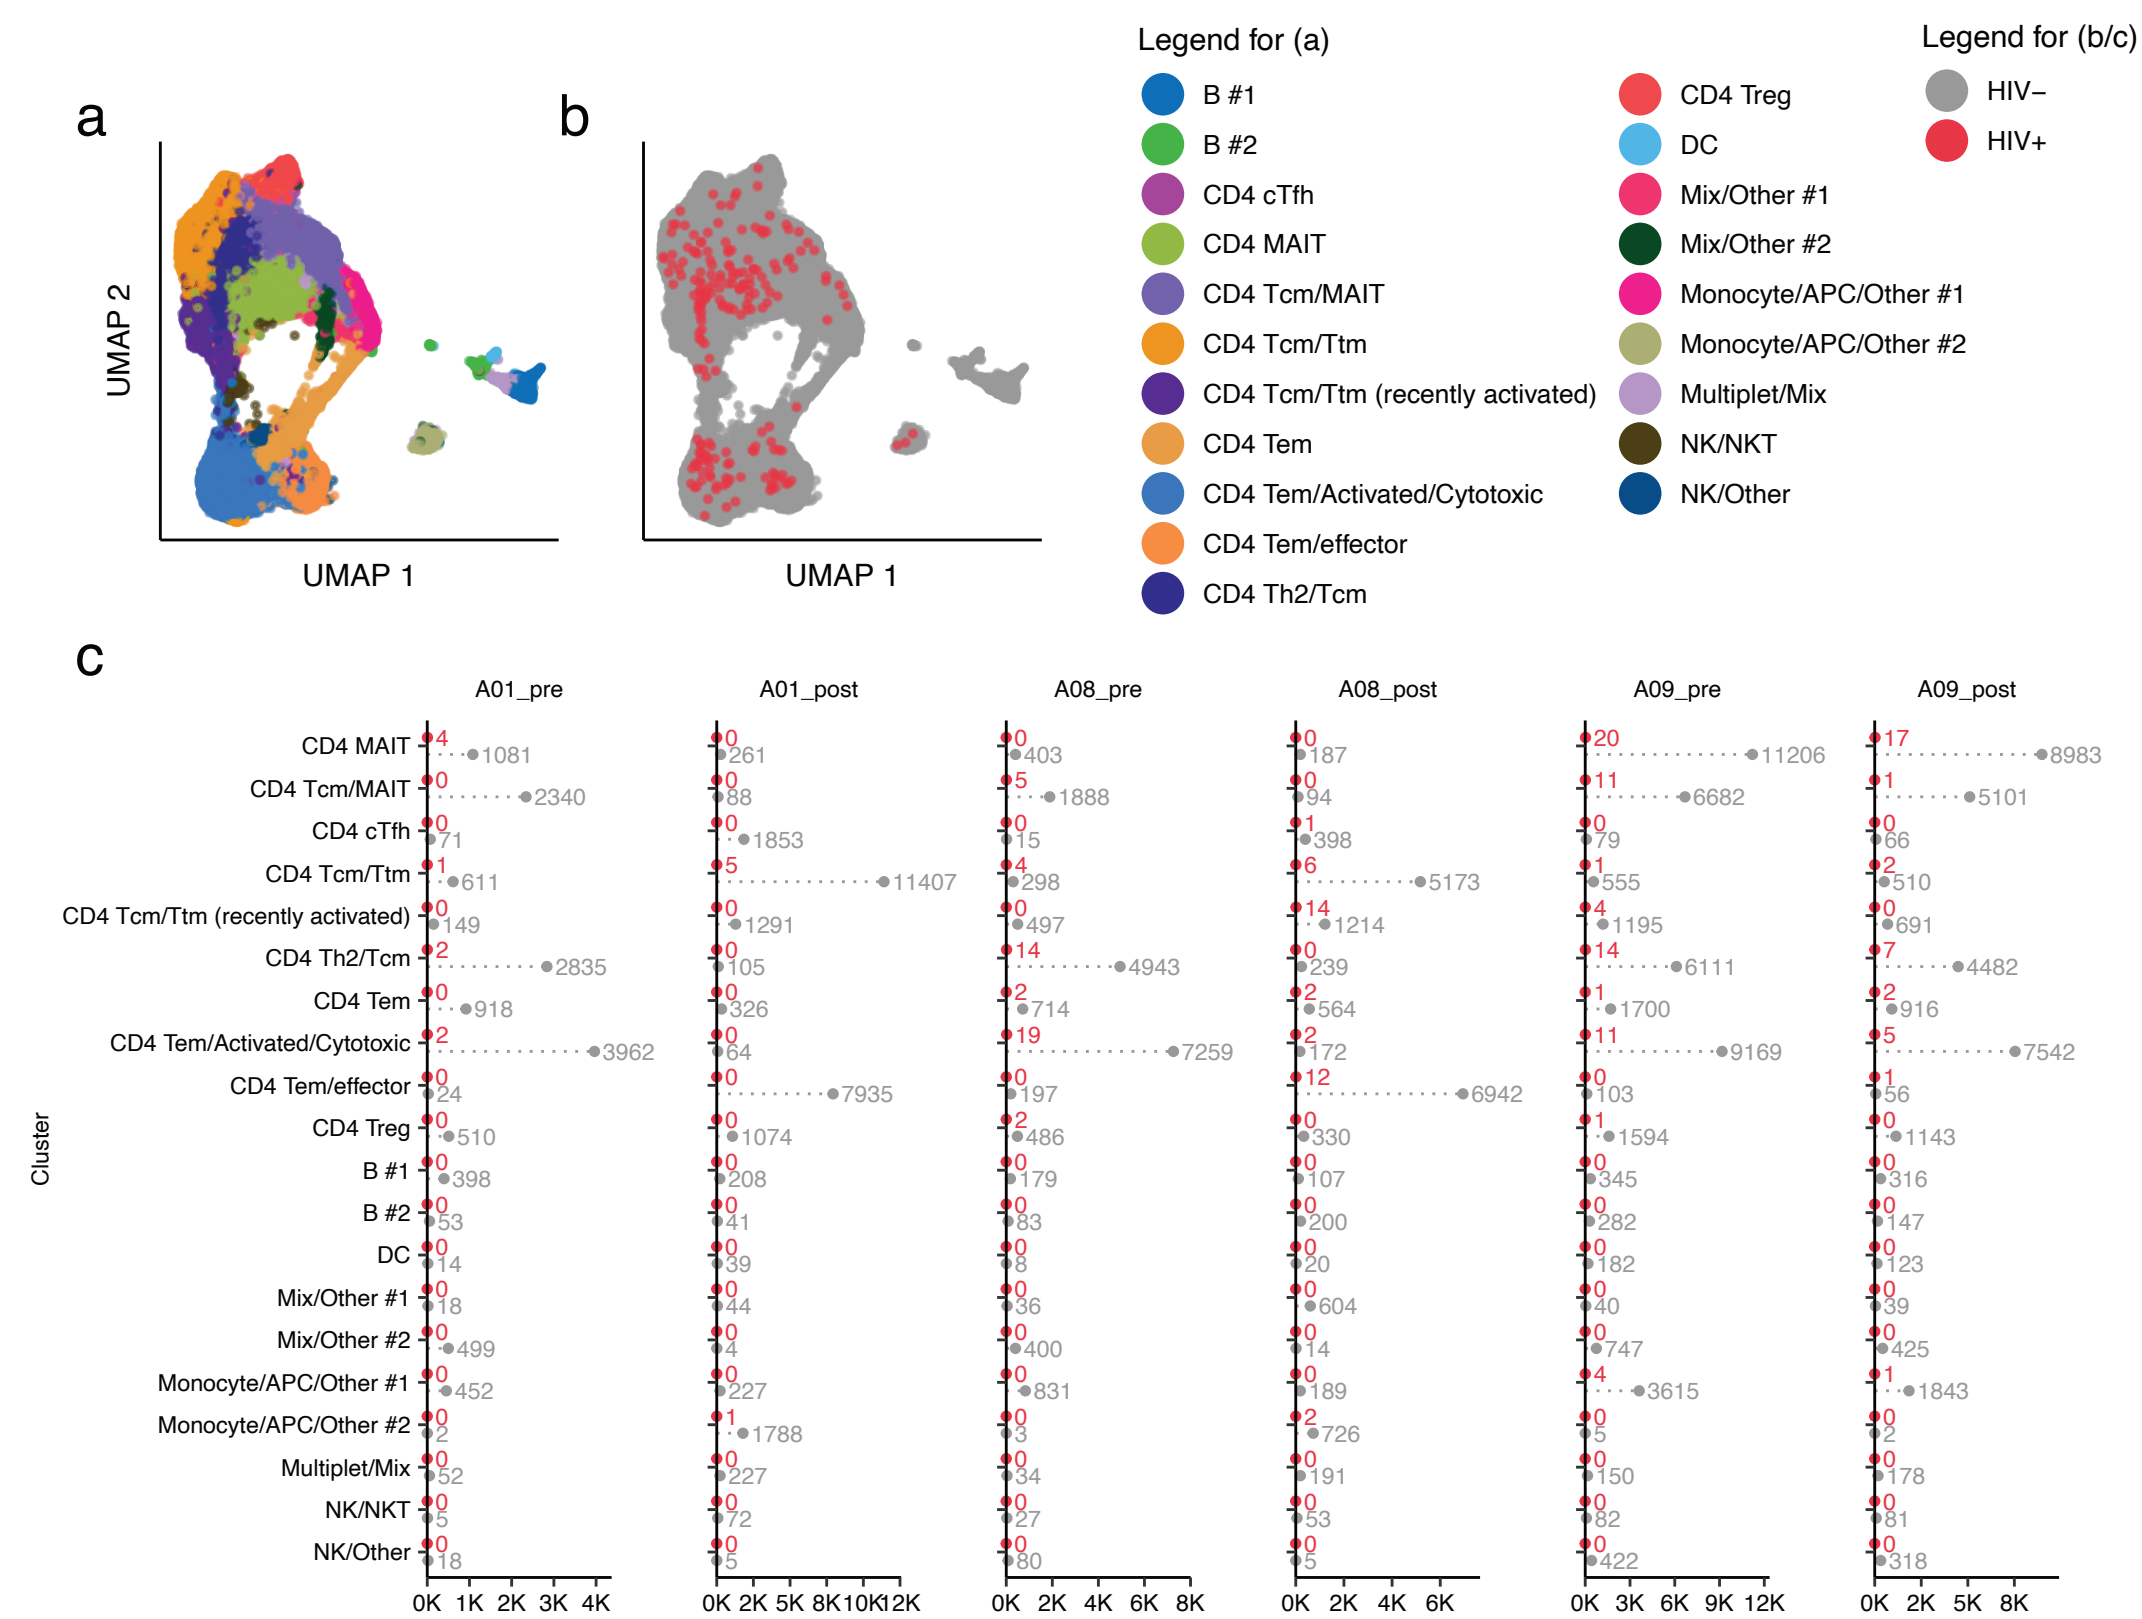 a
b
UMAP 2
UMAP 1
UMAP 1
Legend for (a)
B #1
B #2
CD4 cTfh
CD4 MAIT
CD4 Tcm/MAIT
CD4 Tcm/Ttm
CD4 Tcm/Ttm (recently activated)
CD4 Tem
CD4 Tem/Activated/Cytotoxic
CD4 Tem/effector
CD4 Th2/Tcm
CD4 Treg
DC
Mix/Other #1
Mix/Other #2
Monocyte/APC/Other #1
Monocyte/APC/Other #2
Multiplet/Mix
NK/NKT
NK/Other
Legend for (b/c)
HIV−
HIV+
c
A01_pre A01_post A08_pre A08_post A09_pre A09_post
Cluster
CD4 MAIT 4 1081 0 261 0 403 0 187 20 11206 17 8983
CD4 Tcm/MAIT 0 2340 0 88 5 1888 0 94 11 6682 1 5101
CD4 cTfh 0 71 0 1853 0 15 1 398 0 79 0 66
CD4 Tcm/Ttm 1 611 5 11407 4 298 6 5173 1 555 2 510
CD4 Tcm/Ttm (recently activated) 0 149 0 1291 0 497 14 1214 4 1195 0 691
CD4 Th2/Tcm 2 2835 0 105 14 4943 0 239 14 6111 7 4482
CD4 Tem 0 918 0 326 2 714 2 564 1 1700 2 916
CD4 Tem/Activated/Cytotoxic 2 3962 0 64 19 7259 2 172 11 9169 5 7542
CD4 Tem/effector 0 24 0 7935 0 197 12 6942 0 103 1 56
CD4 Treg 0 510 0 1074 2 486 0 330 1 1594 0 1143
B #1 0 398 0 208 0 179 0 107 0 345 0 316
B #2 0 53 0 41 0 83 0 200 0 282 0 147
DC 0 14 0 39 0 8 0 20 0 182 0 123
Mix/Other #1 0 18 0 44 0 36 0 604 0 40 0 39
Mix/Other #2 0 499 0 4 0 400 0 14 0 747 0 425
Monocyte/APC/Other #1 0 452 0 227 0 831 0 189 4 3615 1 1843
Monocyte/APC/Other #2 0 2 1 1788 0 3 2 726 0 5 0 2
Multiplet/Mix 0 52 0 227 0 34 0 191 0 150 0 178
NK/NKT 0 5 0 72 0 27 0 53 0 82 0 81
NK/Other 0 18 0 5 0 80 0 5 0 422 0 318
0K 1K 2K 3K 4K 0K 2K 5K 8K 10K 12K 0K 2K 4K 6K 8K 0K 2K 4K 6K 0K 3K 6K 9K 12K 0K 2K 5K 8K